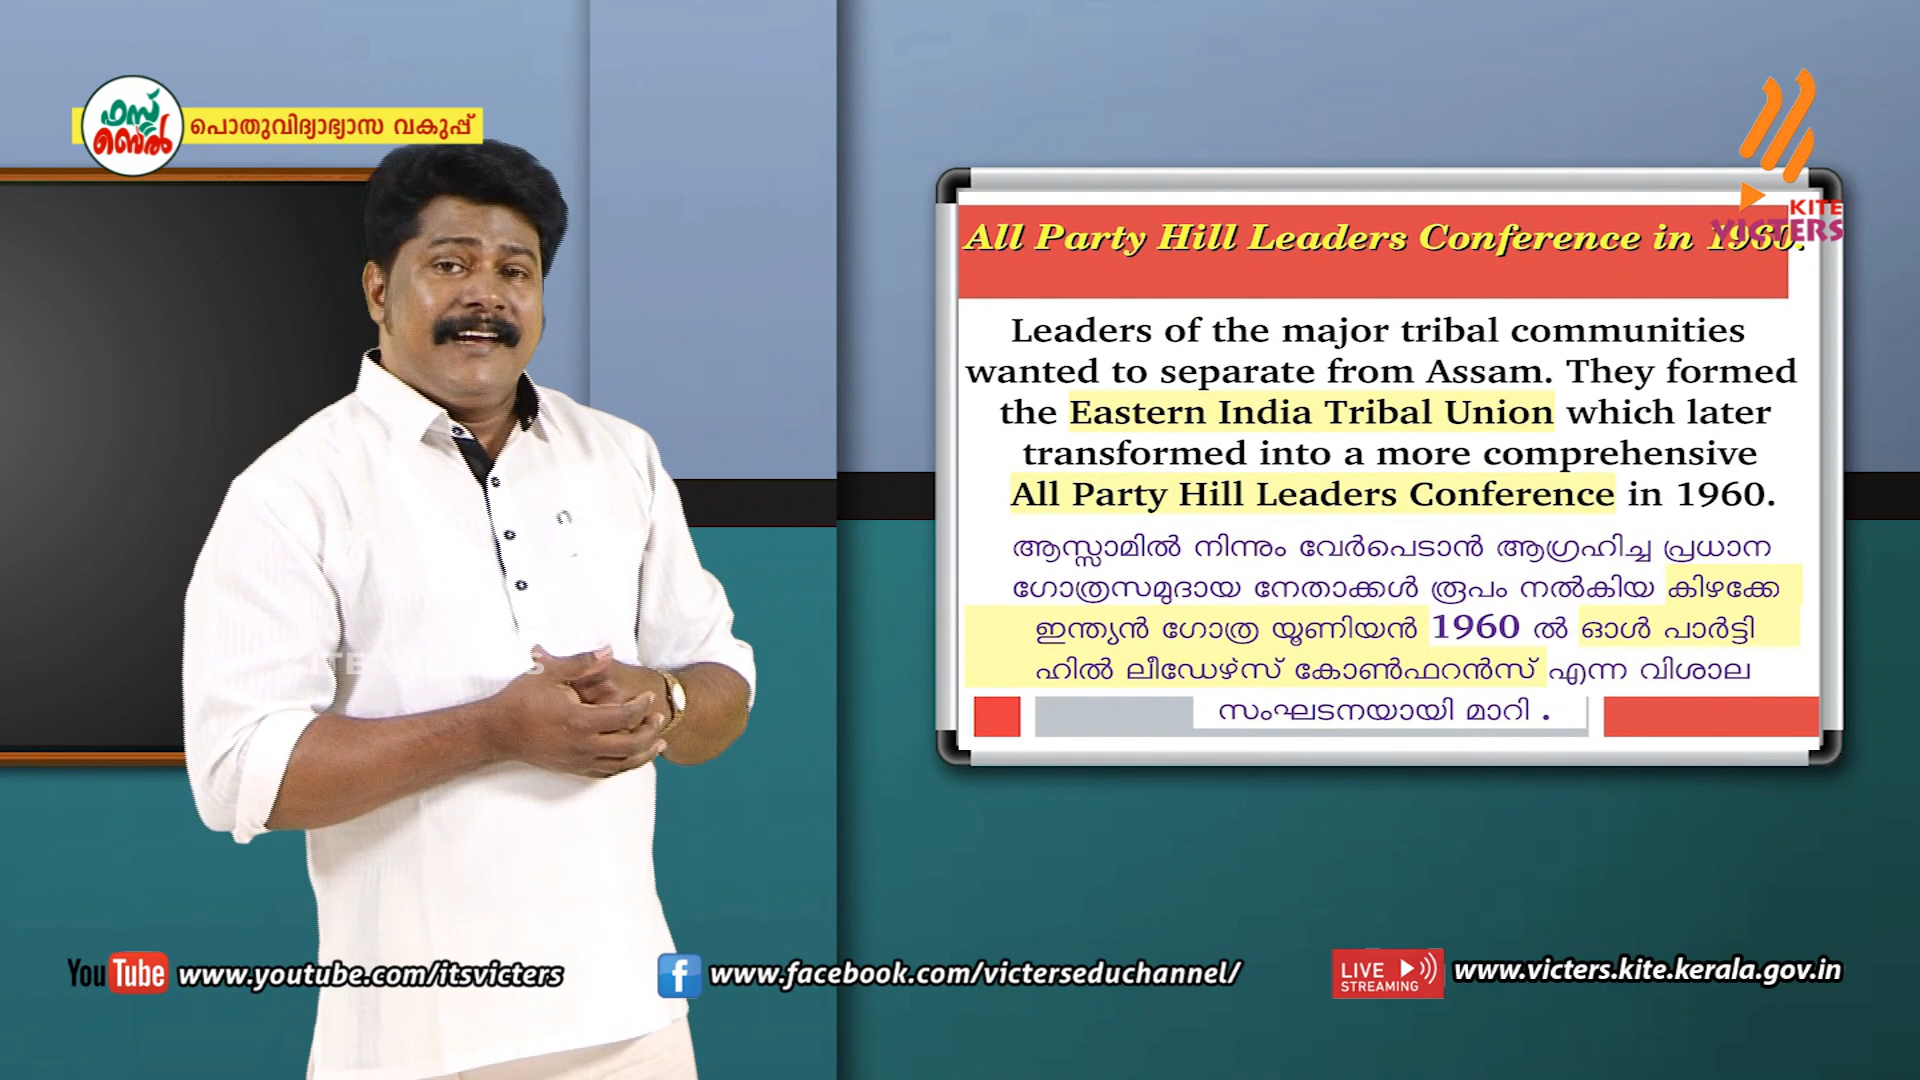 ഫസ്റ്റ്
ബെൽ
പൊതുവിദ്യാഭ്യാസ വകുപ്പ്
KITE
VICTERS
All Party Hill Leaders Conference in 1960.
Leaders of the major tribal communities
wanted to separate from Assam. They formed
the Eastern India Tribal Union which later
transformed into a more comprehensive
All Party Hill Leaders Conference in 1960.
ആസ്സാമിൽ നിന്നും വേർപെടാൻ ആഗ്രഹിച്ച പ്രധാന
ഗോത്രസമുദായ നേതാക്കൾ രൂപം നൽകിയ കിഴക്കേ
ഇന്ത്യൻ ഗോത്ര യൂണിയൻ 1960 ൽ ഓൾ പാർട്ടി
ഹിൽ ലീഡേഴ്സ് കോൺഫറൻസ് എന്ന വിശാല
സംഘടനയായി മാറി .
YouTube www.youtube.com/itsvicters
f www.facebook.com/victerseduchannel/
LIVE
STREAMING
www.victers.kite.kerala.gov.in